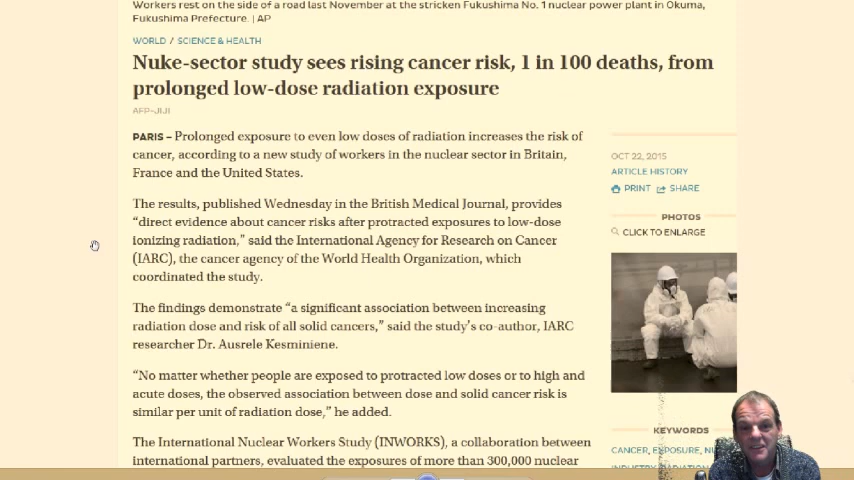 Workers rest on the side of a road last November at the stricken Fukushima No. 1 nuclear power plant in Okuma,
Fukushima Prefecture. | AP
WORLD / SCIENCE & HEALTH
Nuke-sector study sees rising cancer risk, 1 in 100 deaths, from
prolonged low-dose radiation exposure
AFP-JIJI
PARIS – Prolonged exposure to even low doses of radiation increases the risk of
cancer, according to a new study of workers in the nuclear sector in Britain,
France and the United States.
The results, published Wednesday in the British Medical Journal, provides
“direct evidence about cancer risks after protracted exposures to low-dose
ionizing radiation,” said the International Agency for Research on Cancer
(IARC), the cancer agency of the World Health Organization, which
coordinated the study.
The findings demonstrate “a significant association between increasing
radiation dose and risk of all solid cancers,” said the study’s co-author, IARC
researcher Dr. Ausrele Kesminiene.
“No matter whether people are exposed to protracted low doses or to high and
acute doses, the observed association between dose and solid cancer risk is
similar per unit of radiation dose,” he added.
The International Nuclear Workers Study (INWORKS), a collaboration between
international partners, evaluated the exposures of more than 300,000 nuclear
OCT 22, 2015
ARTICLE HISTORY
PRINT SHARE
PHOTOS
CLICK TO ENLARGE
KEYWORDS
CANCER, EXPOSURE,